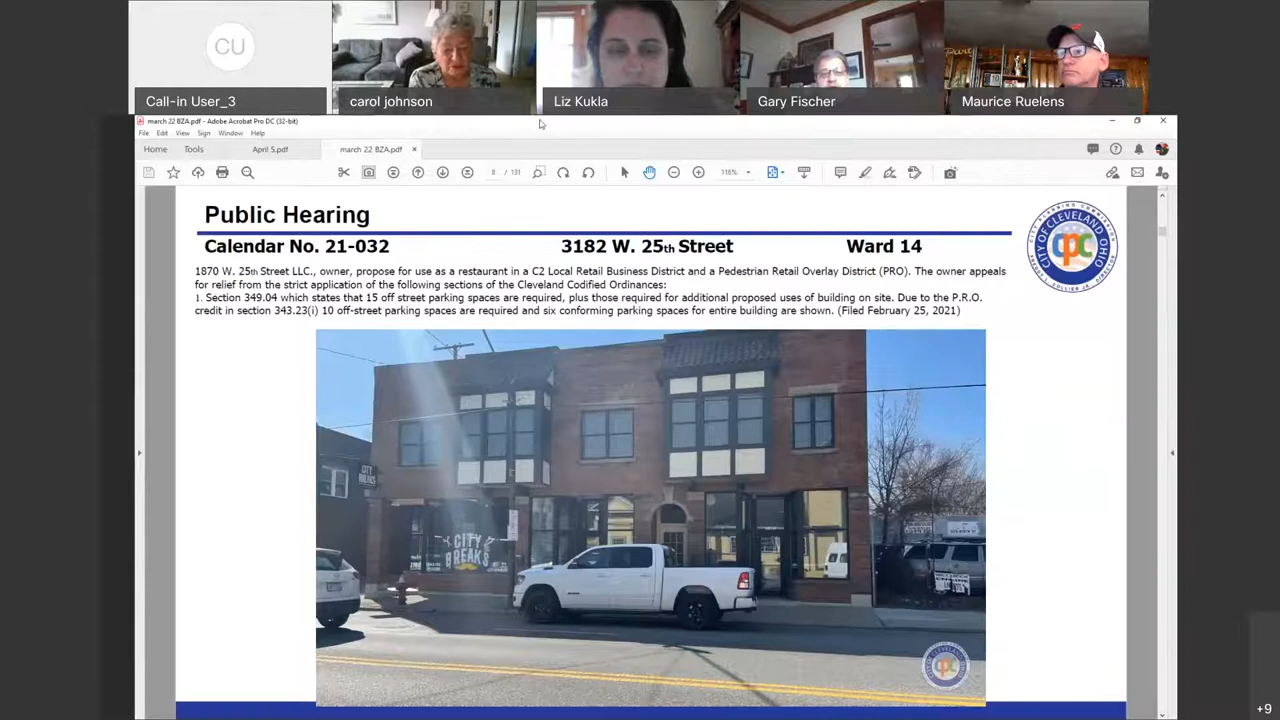 CU
Call-in User_3
carol johnson
Liz Kukla
Gary Fischer
Maurice Ruelens
march 22 BZA.pdf - Adobe Acrobat Pro DC (32-bit)
File Edit View Sign Window Help
Home Tools April 5.pdf march 22 BZA.pdf ×
8 / 131 116%
Public Hearing
Calendar No. 21-032 3182 W. 25th Street Ward 14
1870 W. 25th Street LLC., owner, propose for use as a restaurant in a C2 Local Retail Business District and a Pedestrian Retail Overlay District (PRO). The owner appeals
for relief from the strict application of the following sections of the Cleveland Codified Ordinances:
1. Section 349.04 which states that 15 off street parking spaces are required, plus those required for additional proposed uses of building on site. Due to the P.R.O.
credit in section 343.23(i) 10 off-street parking spaces are required and six conforming parking spaces for entire building are shown. (Filed February 25, 2021)
CITY PLANNING COMMISSION
CITY OF CLEVELAND OHIO
cpc
CITY
BREAKS
CITY
BREAKS
cpc
+9